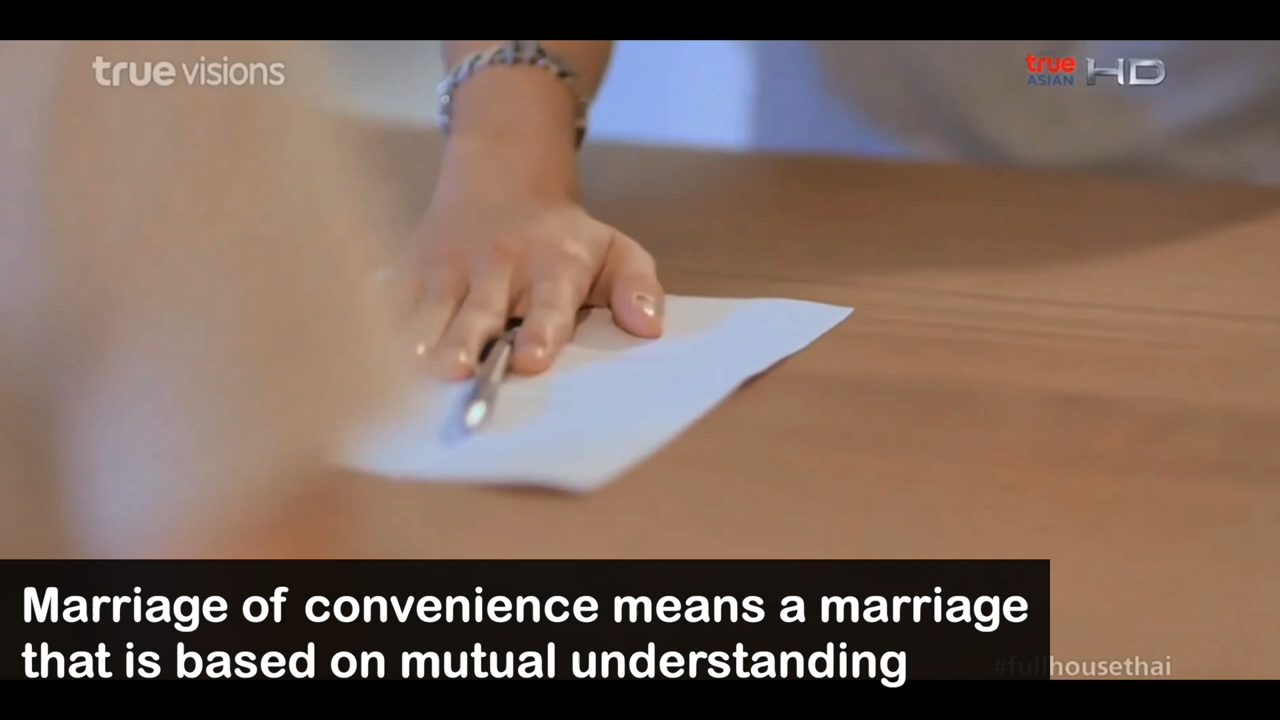 true visions
true
ASIAN HD
Marriage of convenience means a marriage
that is based on mutual understanding
#fullhousethai